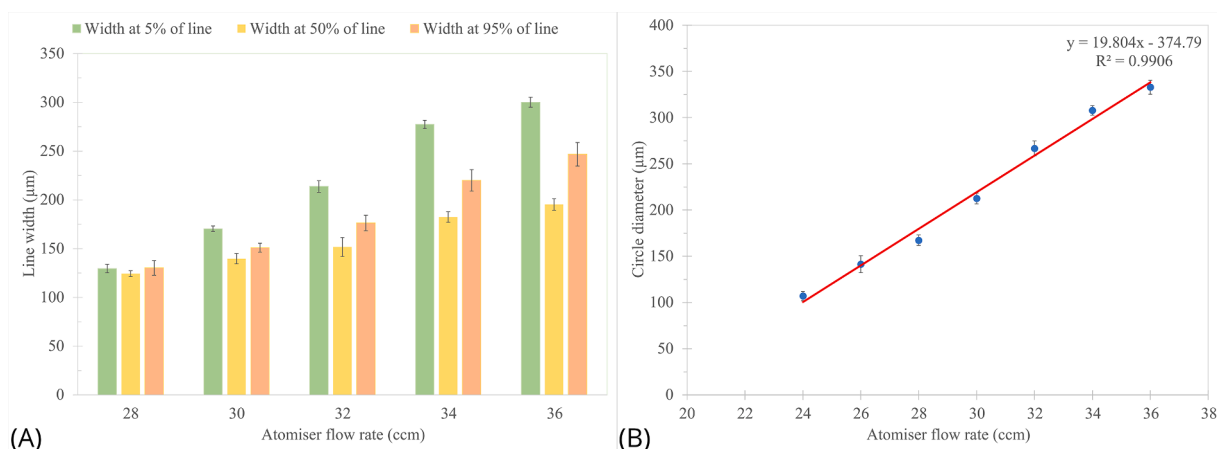 Width at 5% of line Width at 50% of line Width at 95% of line
350
300
250
200
150
100
50
0
Line width (µm)
28 30 32 34 36
Atomiser flow rate (ccm)
(A)
y = 19.804x - 374.79
R² = 0.9906
400
350
300
250
200
150
100
50
0
Circle diameter (µm)
20 22 24 26 28 30 32 34 36 38
Atomiser flow rate (ccm)
(B)